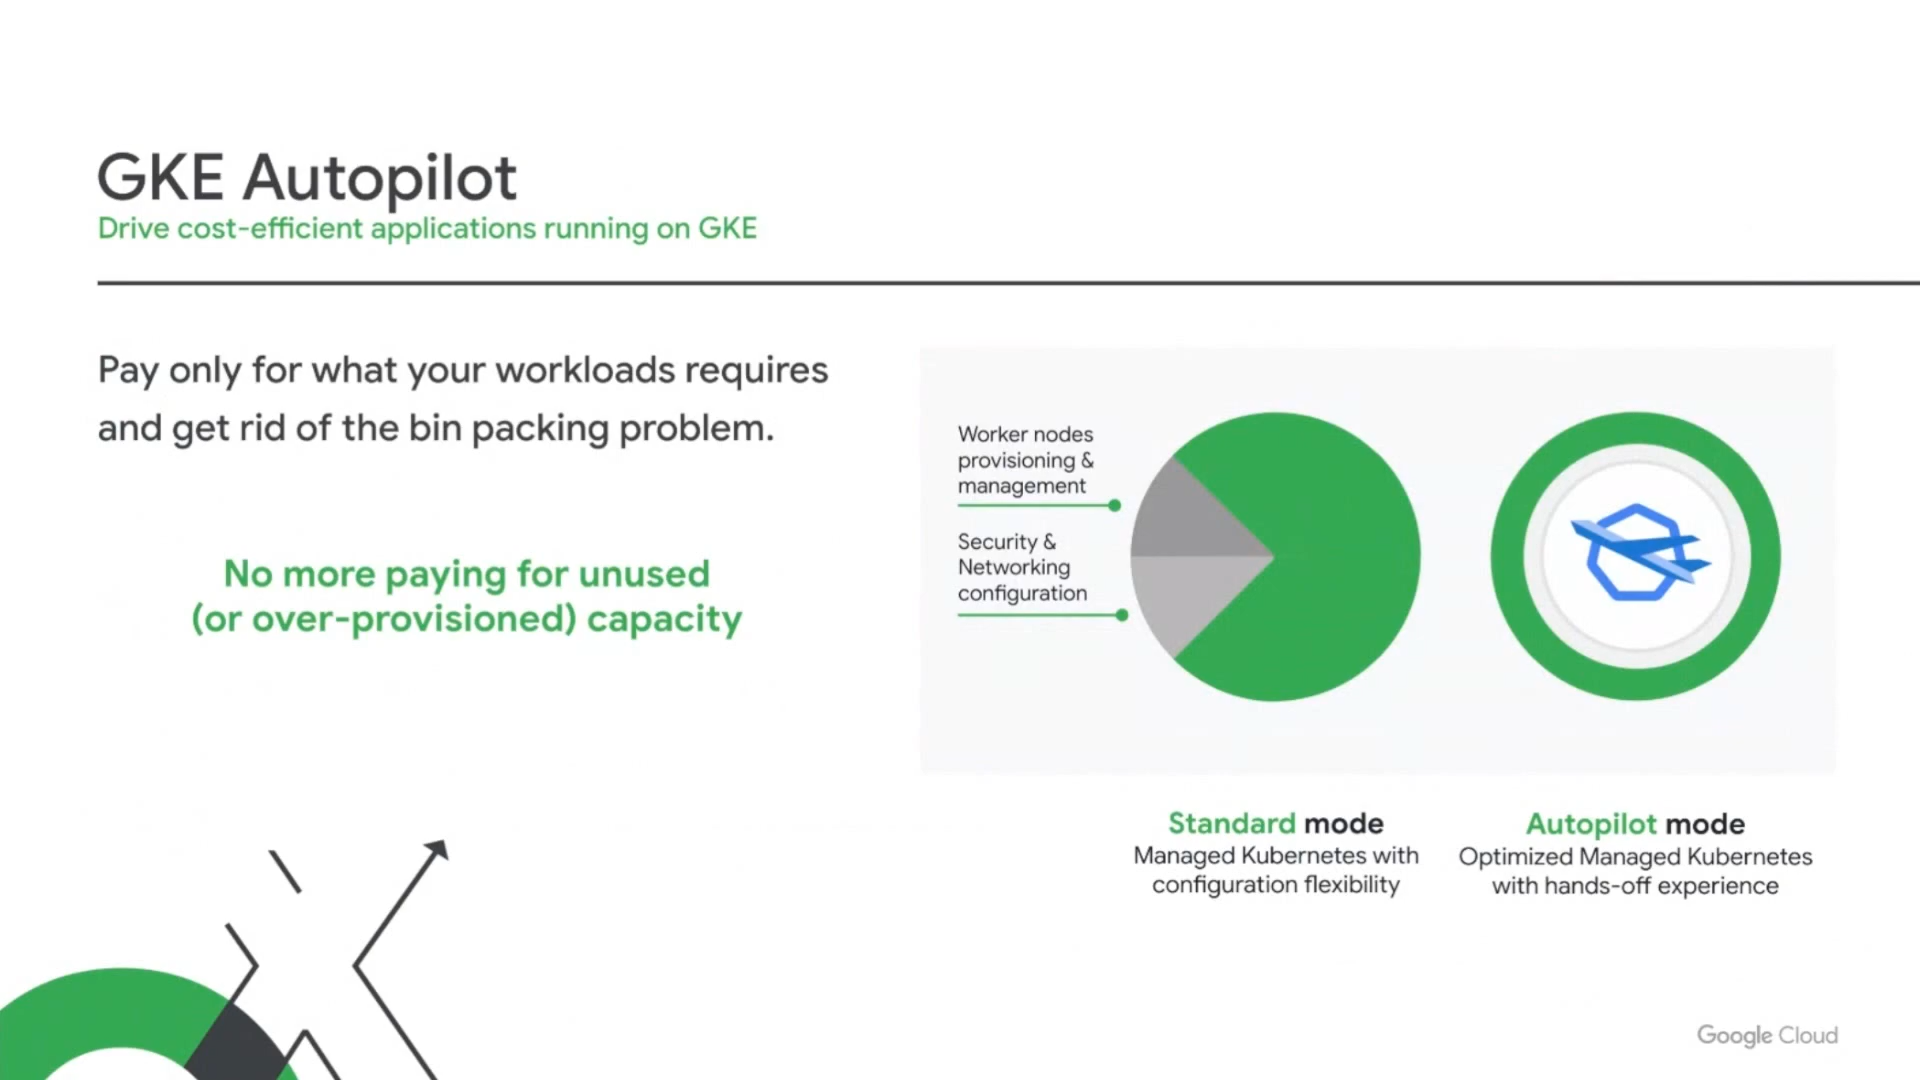 GKE Autopilot
Drive cost-efficient applications running on GKE
Pay only for what your workloads requires
and get rid of the bin packing problem.
No more paying for unused
(or over-provisioned) capacity
Worker nodes
provisioning &
management
Security &
Networking
configuration
Standard mode
Managed Kubernetes with
configuration flexibility
Autopilot mode
Optimized Managed Kubernetes
with hands-off experience
Google Cloud